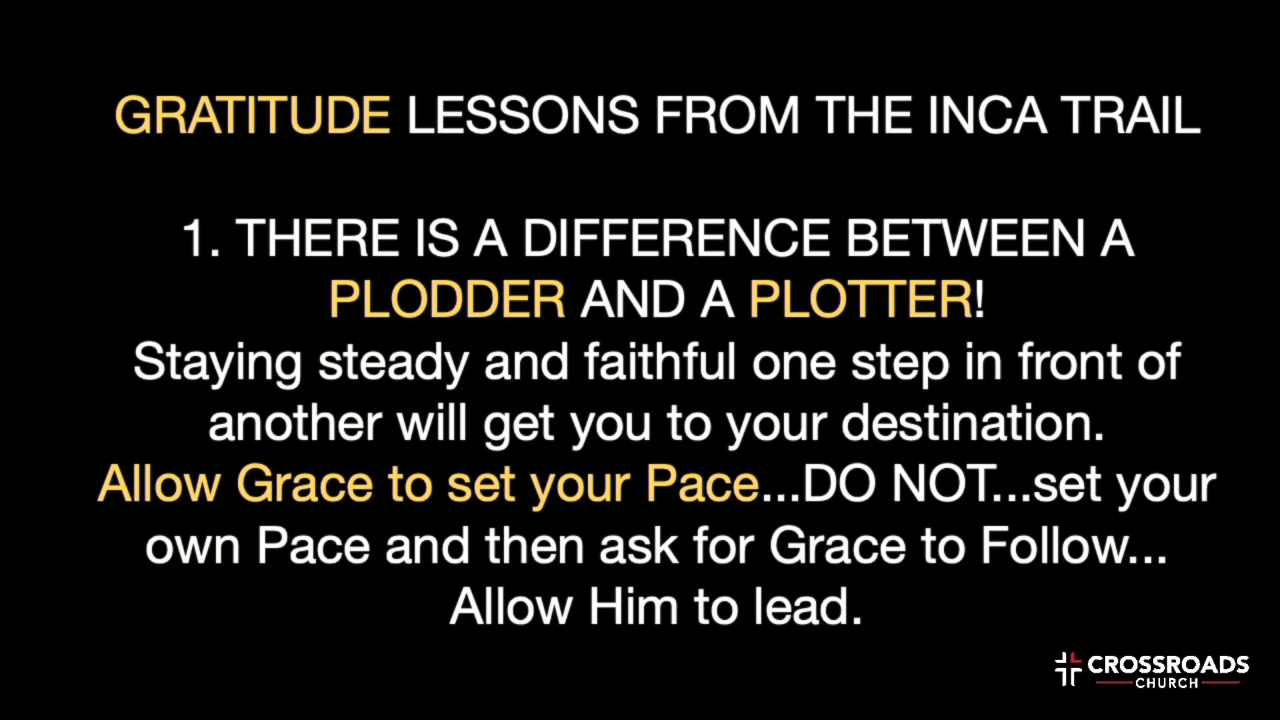 GRATITUDE LESSONS FROM THE INCA TRAIL
1. THERE IS A DIFFERENCE BETWEEN A
PLODDER AND A PLOTTER!
Staying steady and faithful one step in front of
another will get you to your destination.
Allow Grace to set your Pace...DO NOT...set your
own Pace and then ask for Grace to Follow...
Allow Him to lead.
CROSSROADS
CHURCH